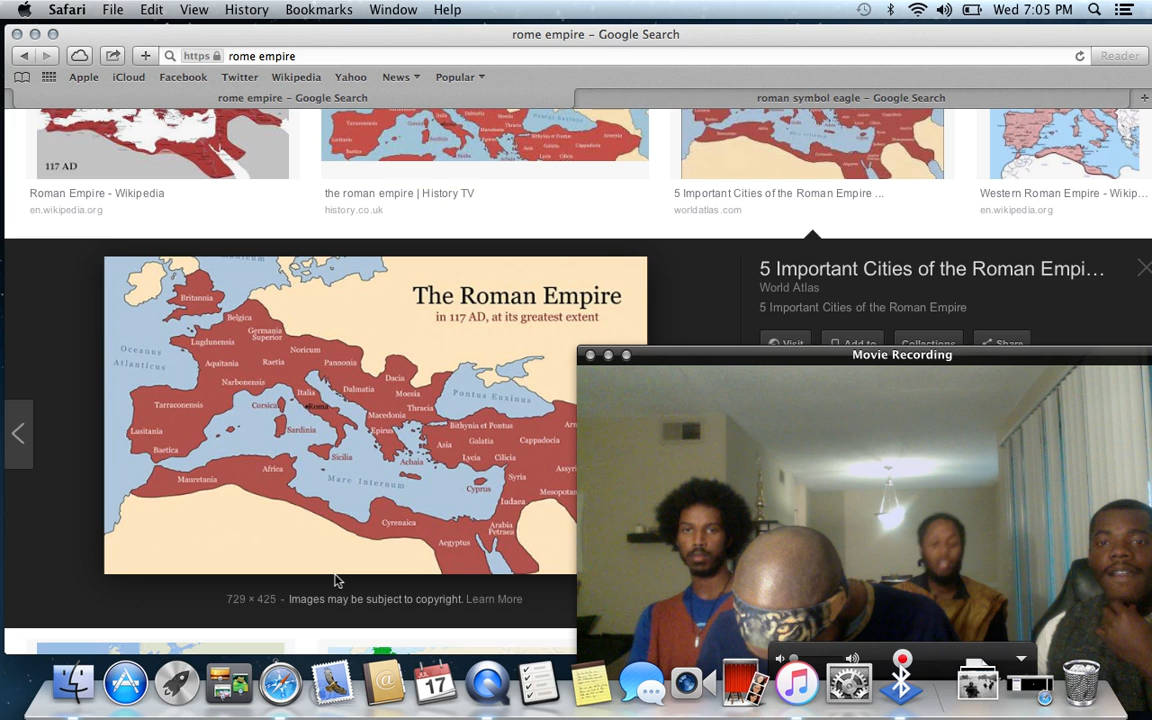 Safari File Edit View History Bookmarks Window Help Wed 7:05 PM
rome empire – Google Search
https rome empire Reader
Apple iCloud Facebook Twitter Wikipedia Yahoo News Popular
rome empire – Google Search roman symbol eagle – Google Search
117 AD
Roman Empire - Wikipedia
en.wikipedia.org
the roman empire | History TV
history.co.uk
5 Important Cities of the Roman Empire ...
worldatlas.com
Western Roman Empire - Wikip...
en.wikipedia.org
The Roman Empire
in 117 AD, at its greatest extent
Britannia
Oceanus
Atlanticus
Belgica
Germania
Superior
Lugdunensis
Noricum
Aquitania
Raetia
Pannonia
Narbonensis
Dacia
Italia
Dalmatia
Moesia
Pontus Euxinus
Tarraconensis
Corsica
Roma
Thracia
Macedonia
Lusitania
Sardinia
Epirus
Bithynia et Pontus
Baetica
Asia
Galatia
Cappadocia
Sicilia
Achaia
Lycia
Cilicia
Africa
Mauretania
Mare Internum
Cyprus
Syria
Assyri
Mesopotam
Iudaea
Cyrenaica
Arabia
Petraea
Aegyptus
729 × 425 - Images may be subject to copyright. Learn More
5 Important Cities of the Roman Empi...
World Atlas
5 Important Cities of the Roman Empire
Visit Add to Collections Share
Movie Recording
JUL
17